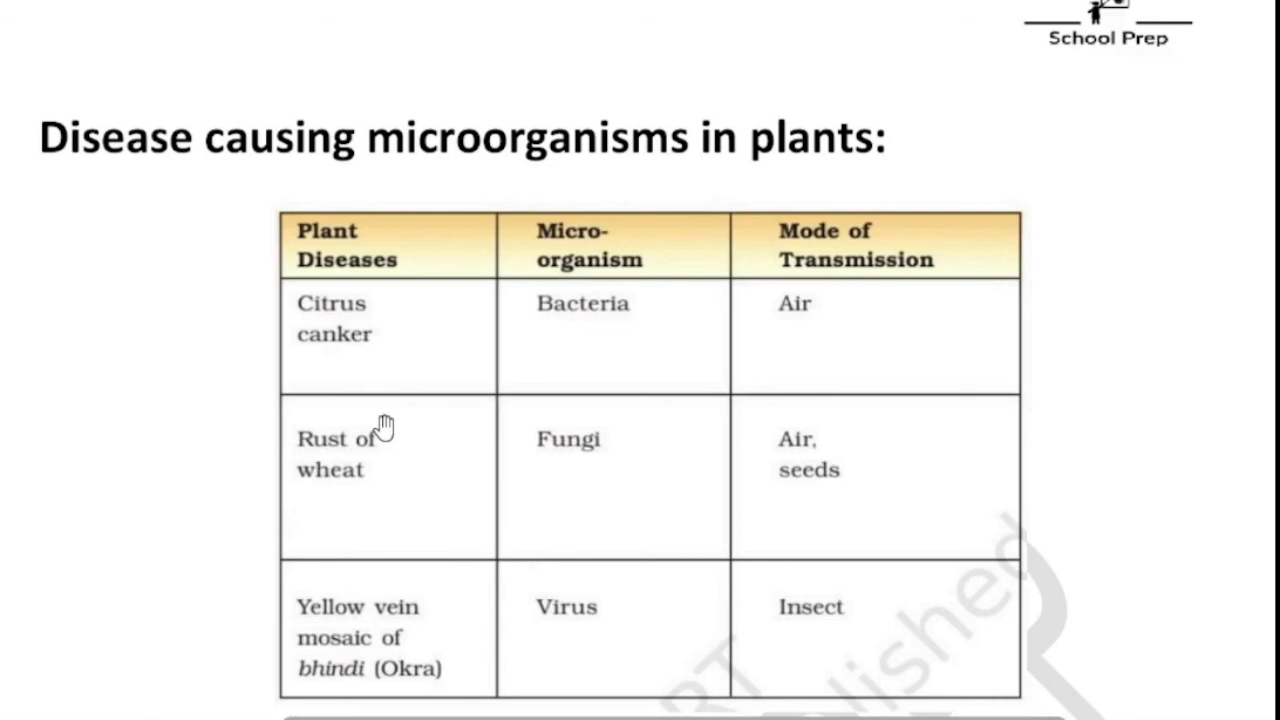 School Prep
Disease causing microorganisms in plants:
Plant
Diseases
Micro-
organism
Mode of
Transmission
Citrus
canker
Bacteria
Air
Rust of
wheat
Fungi
Air,
seeds
Yellow vein
mosaic of
bhindi (Okra)
Virus
Insect